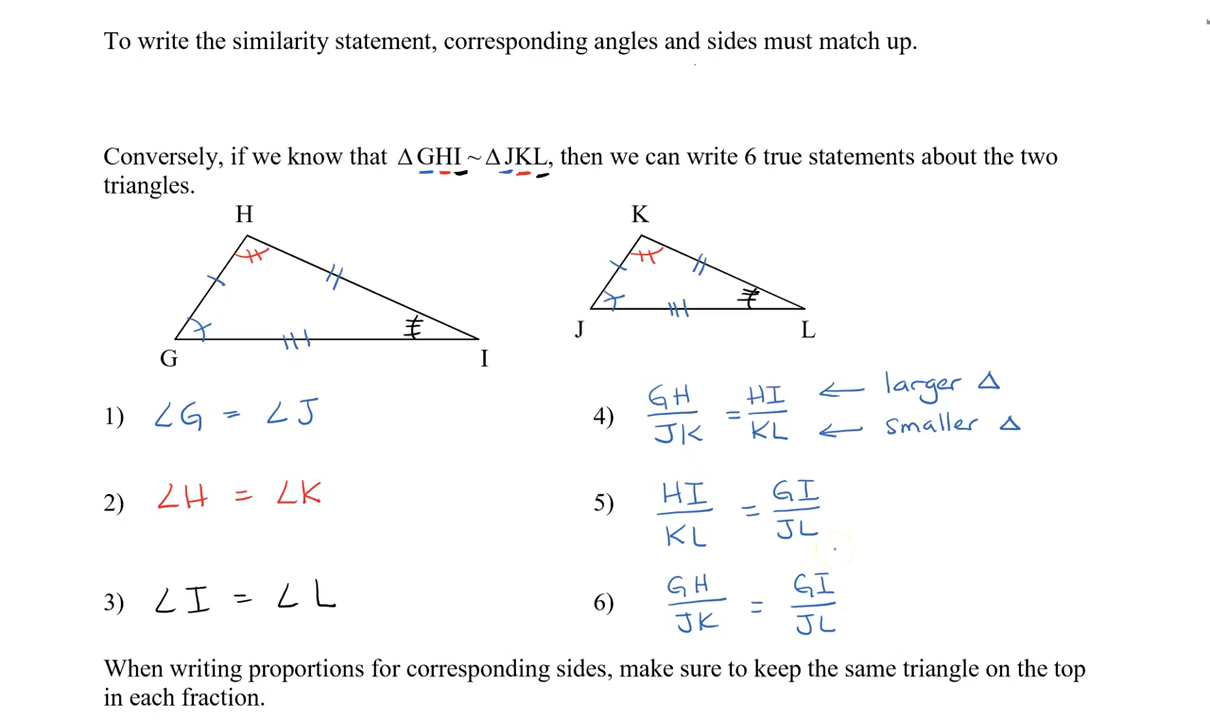 To write the similarity statement, corresponding angles and sides must match up.
Conversely, if we know that Δ GHI ~ Δ JKL, then we can write 6 true statements about the two
triangles.
H
K
G
I
J
L
1) ∠G = ∠J
4) GH/JK = HI/KL ← larger Δ
← smaller Δ
2) ∠H = ∠K
5) HI/KL = GI/JL
3) ∠I = ∠L
6) GH/JK = GI/JL
When writing proportions for corresponding sides, make sure to keep the same triangle on the top
in each fraction.